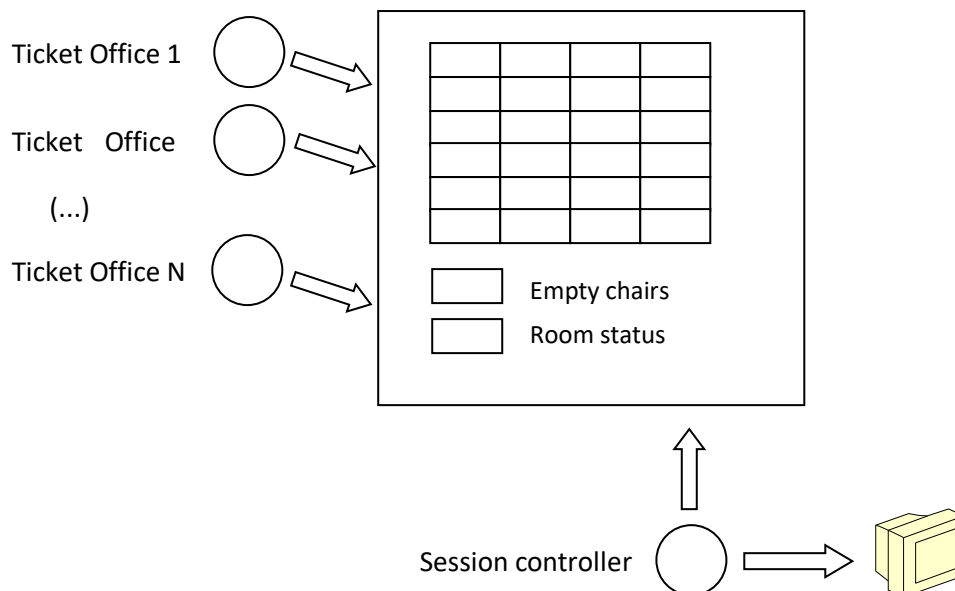 Ticket Office 1
Ticket Office
(...)
Ticket Office N
Empty chairs
Room status
Session controller